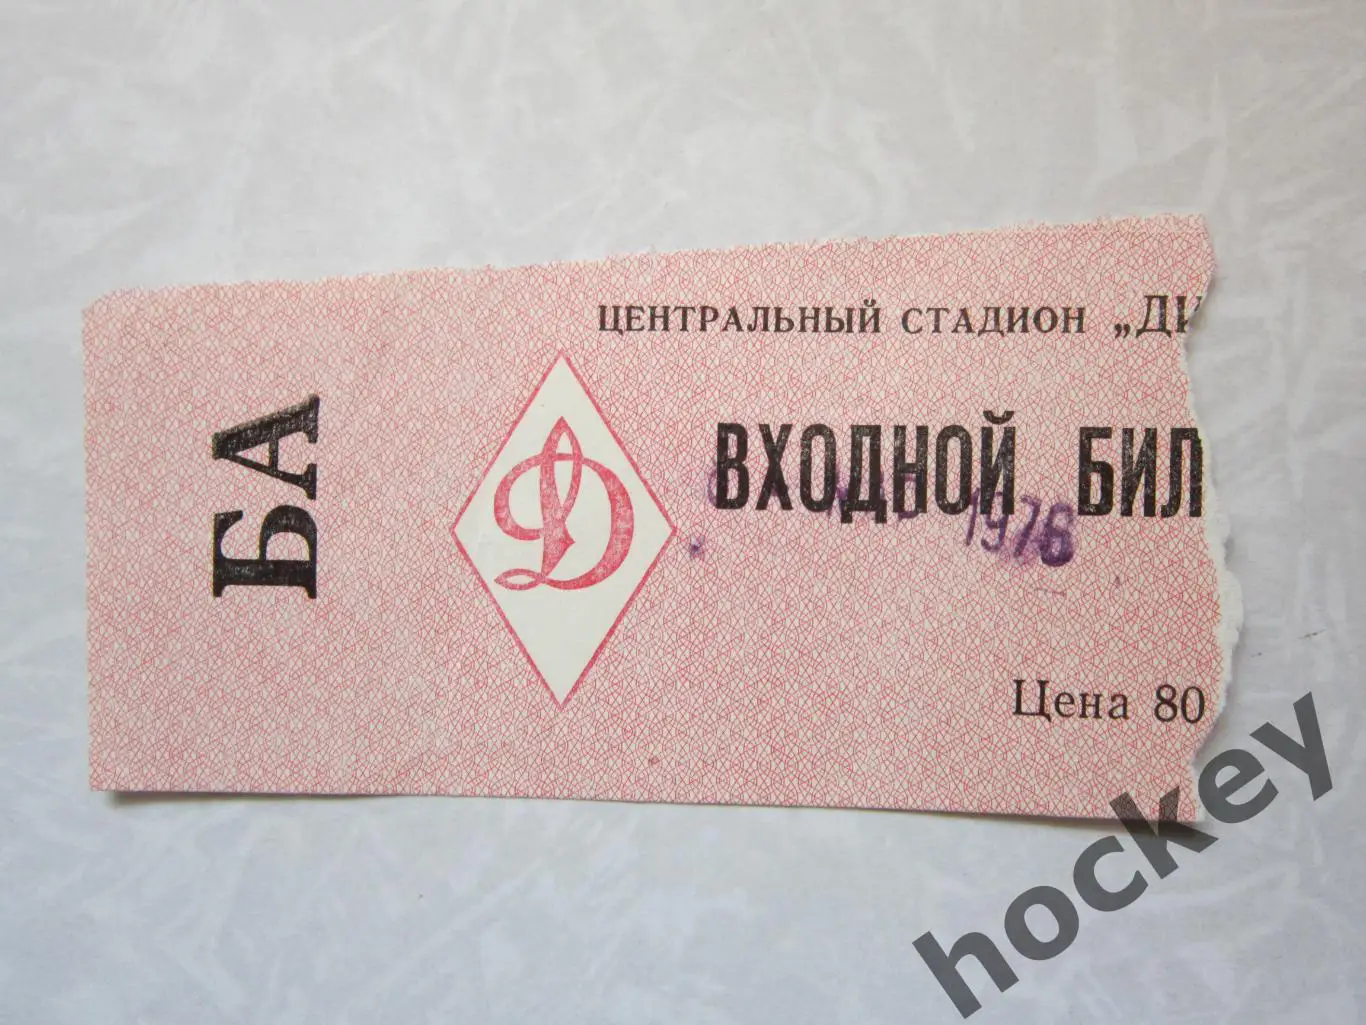 ЦЕНТРАЛЬНЫЙ СТАДИОН „ДИ
БА
Д
ВХОДНОЙ БИЛ
1976
Цена 80
hockey